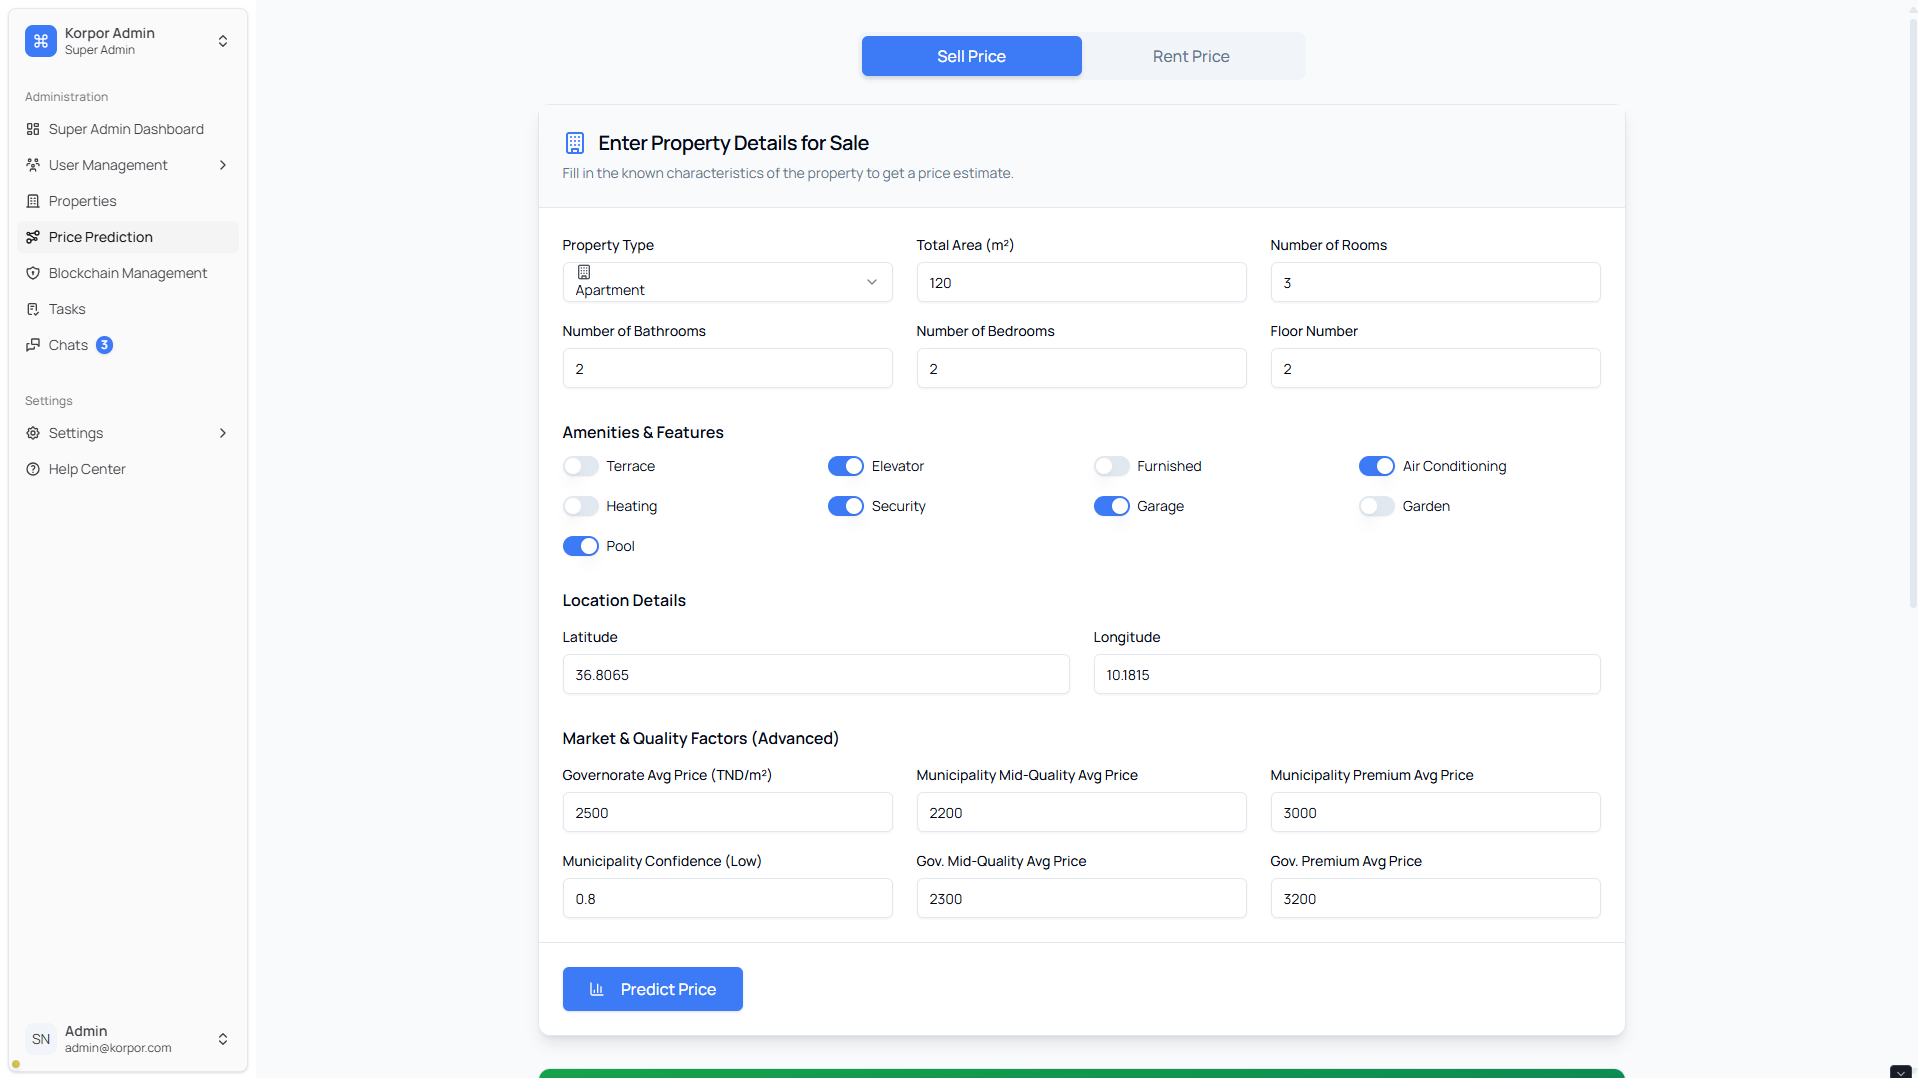 Korpor Admin
Super Admin
Administration
Super Admin Dashboard
User Management
Properties
Price Prediction
Blockchain Management
Tasks
Chats 3
Settings
Settings
Help Center
SN
Admin
admin@korpor.com
Sell Price
Rent Price
Enter Property Details for Sale
Fill in the known characteristics of the property to get a price estimate.
Property Type
Total Area (m²)
Number of Rooms
Apartment
120
3
Number of Bathrooms
Number of Bedrooms
Floor Number
2
2
2
Amenities & Features
Terrace
Elevator
Furnished
Air Conditioning
Heating
Security
Garage
Garden
Pool
Location Details
Latitude
Longitude
36.8065
10.1815
Market & Quality Factors (Advanced)
Governorate Avg Price (TND/m²)
Municipality Mid-Quality Avg Price
Municipality Premium Avg Price
2500
2200
3000
Municipality Confidence (Low)
Gov. Mid-Quality Avg Price
Gov. Premium Avg Price
0.8
2300
3200
Predict Price